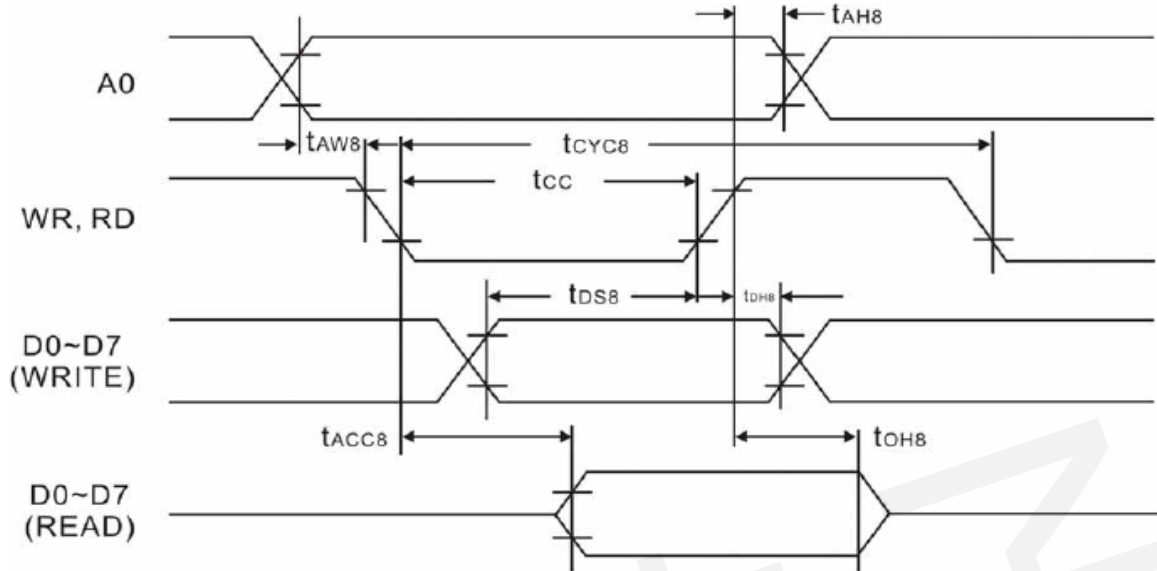 tAH8
A0
tAW8
tCYC8
tCC
WR, RD
tDS8
tDH8
D0~D7
(WRITE)
tACC8
tOH8
D0~D7
(READ)